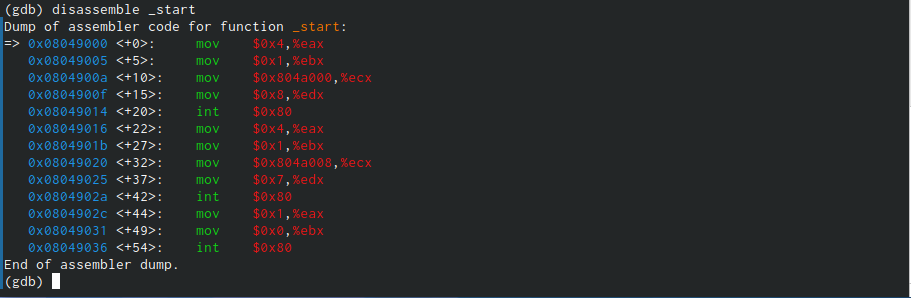 (gdb) disassemble _start
Dump of assembler code for function _start:
=> 0x08049000 <+0>:     mov    $0x4,%eax
   0x08049005 <+5>:     mov    $0x1,%ebx
   0x0804900a <+10>:    mov    $0x804a000,%ecx
   0x0804900f <+15>:    mov    $0x8,%edx
   0x08049014 <+20>:    int    $0x80
   0x08049016 <+22>:    mov    $0x4,%eax
   0x0804901b <+27>:    mov    $0x1,%ebx
   0x08049020 <+32>:    mov    $0x804a008,%ecx
   0x08049025 <+37>:    mov    $0x7,%edx
   0x0804902a <+42>:    int    $0x80
   0x0804902c <+44>:    mov    $0x1,%eax
   0x08049031 <+49>:    mov    $0x0,%ebx
   0x08049036 <+54>:    int    $0x80
End of assembler dump.
(gdb)